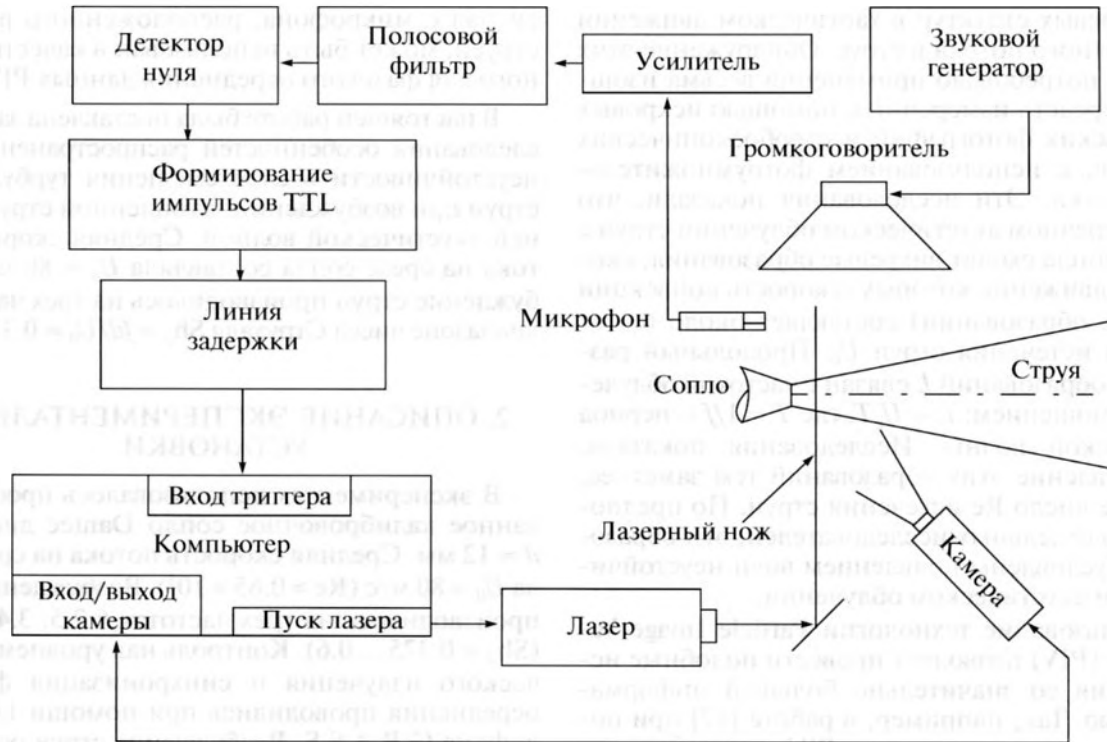 Детектор
нуля
Полосовой
фильтр
Усилитель
Звуковой
генератор
Формирование
импульсов TTL
Громкоговоритель
Линия
задержки
Микрофон
Сопло
Струя
Вход триггера
Компьютер
Лазерный нож
Камера
Вход/выход
камеры
Пуск лазера
Лазер